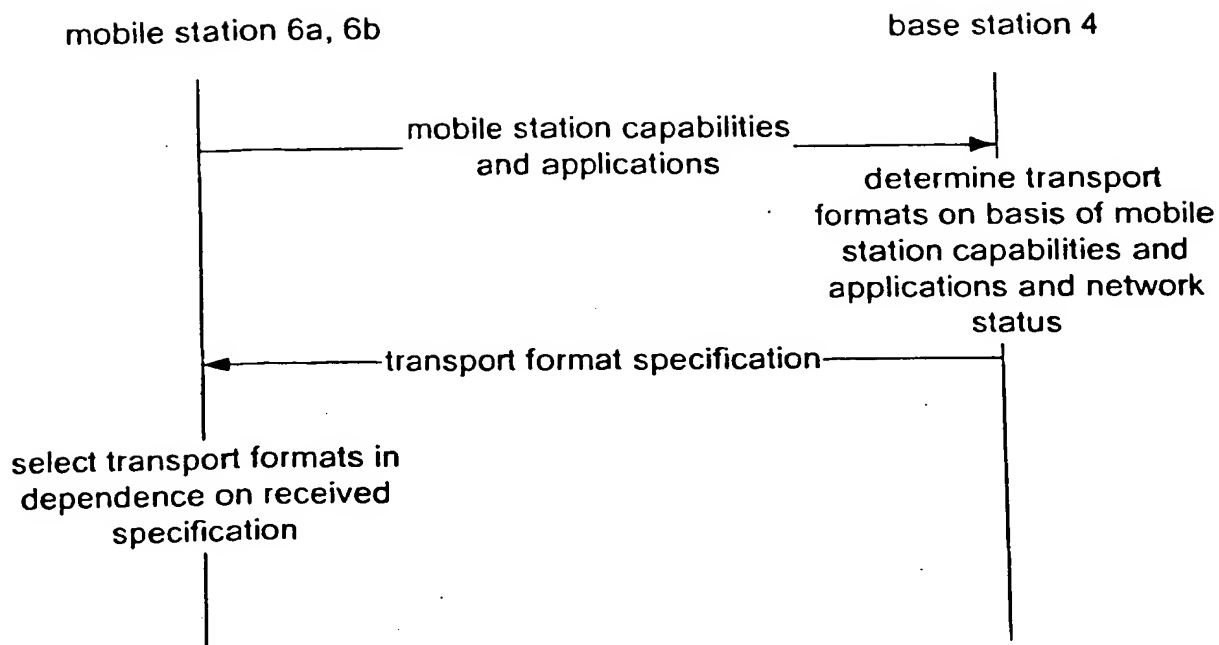 mobile station 6a, 6b
base station 4
mobile station capabilities
and applications
determine transport
formats on basis of mobile
station capabilities and
applications and network
status
transport format specification
select transport formats in
dependence on received
specification